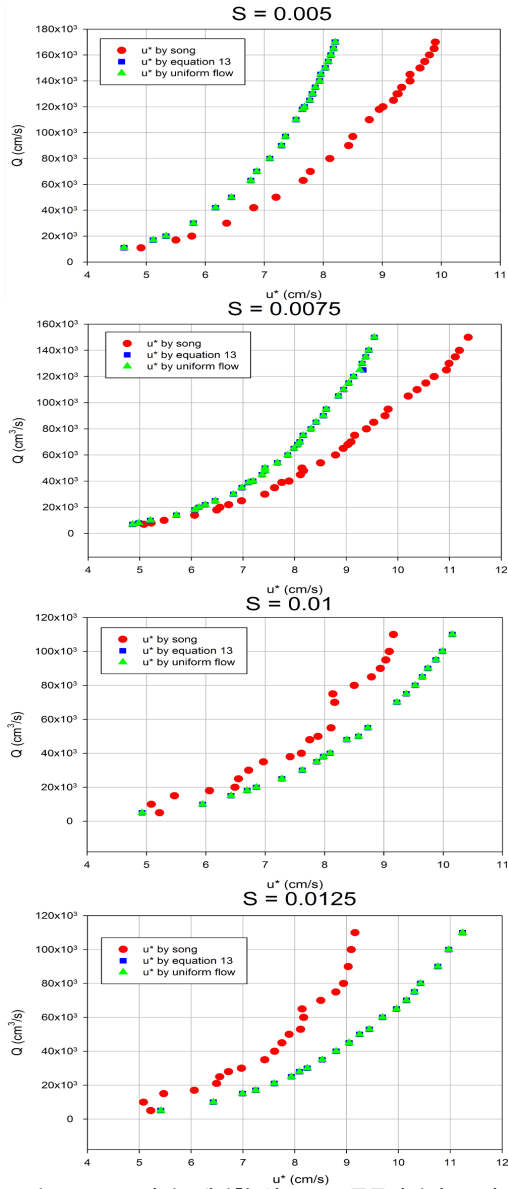 S = 0.005
180x10³
160x10³
140x10³
120x10³
100x10³
80x10³
60x10³
40x10³
20x10³
0
Q (cm/s)
u* by song
u* by equation 13
u* by uniform flow
4 5 6 7 8 9 10 11
u* (cm/s)
S = 0.0075
160x10³
140x10³
120x10³
100x10³
80x10³
60x10³
40x10³
20x10³
0
Q (cm³/s)
u* by song
u* by equation 13
u* by uniform flow
4 5 6 7 8 9 10 11 12
u* (cm/s)
S = 0.01
120x10³
100x10³
80x10³
60x10³
40x10³
20x10³
0
Q (cm³/s)
u* by song
u* by equation 13
u* by uniform flow
4 5 6 7 8 9 10 11
u* (cm/s)
S = 0.0125
120x10³
100x10³
80x10³
60x10³
40x10³
20x10³
0
Q (cm³/s)
u* by song
u* by equation 13
u* by uniform flow
4 5 6 7 8 9 10 11 12
u* (cm/s)